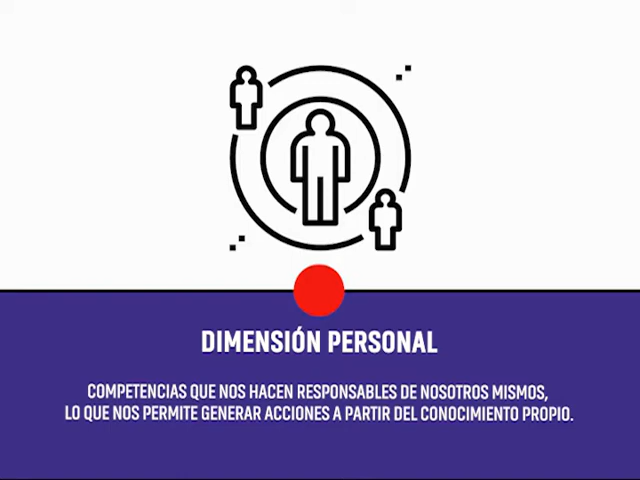 DIMENSIÓN PERSONAL
COMPETENCIAS QUE NOS HACEN RESPONSABLES DE NOSOTROS MISMOS,
LO QUE NOS PERMITE GENERAR ACCIONES A PARTIR DEL CONOCIMIENTO PROPIO.